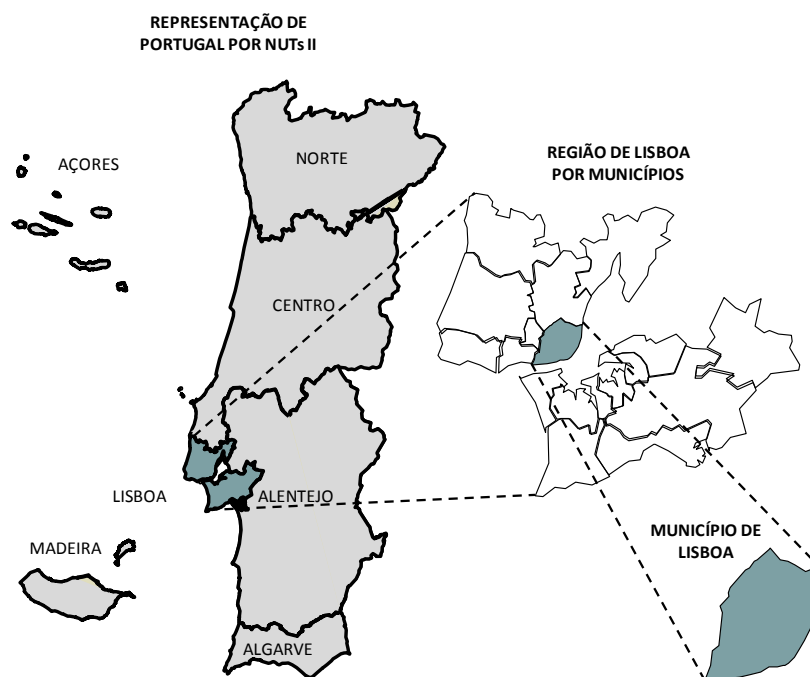 REPRESENTAÇÃO DE
PORTUGAL POR NUTs II
NORTE
AÇORES
REGIÃO DE LISBOA
POR MUNICÍPIOS
CENTRO
LISBOA
ALENTEJO
MUNICÍPIO DE
LISBOA
MADEIRA
ALGARVE